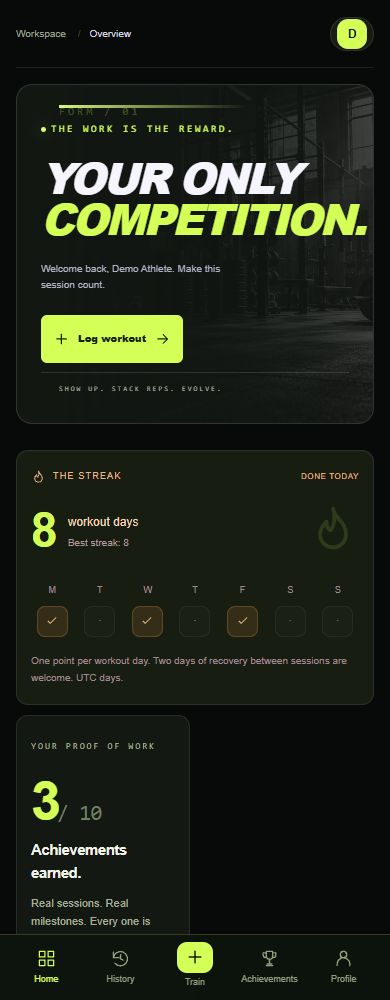 Workspace / Overview
D
FORM / 01
THE WORK IS THE REWARD.
YOUR ONLY
COMPETITION.
Welcome back, Demo Athlete. Make this
session count.
+ Log workout →
SHOW UP. STACK REPS. EVOLVE.
THE STREAK
DONE TODAY
8 workout days
Best streak: 8
M T W T F S S
One point per workout day. Two days of recovery between sessions are
welcome. UTC days.
YOUR PROOF OF WORK
3 / 10
Achievements
earned.
Real sessions. Real
milestones. Every one is
Home History Train Achievements Profile